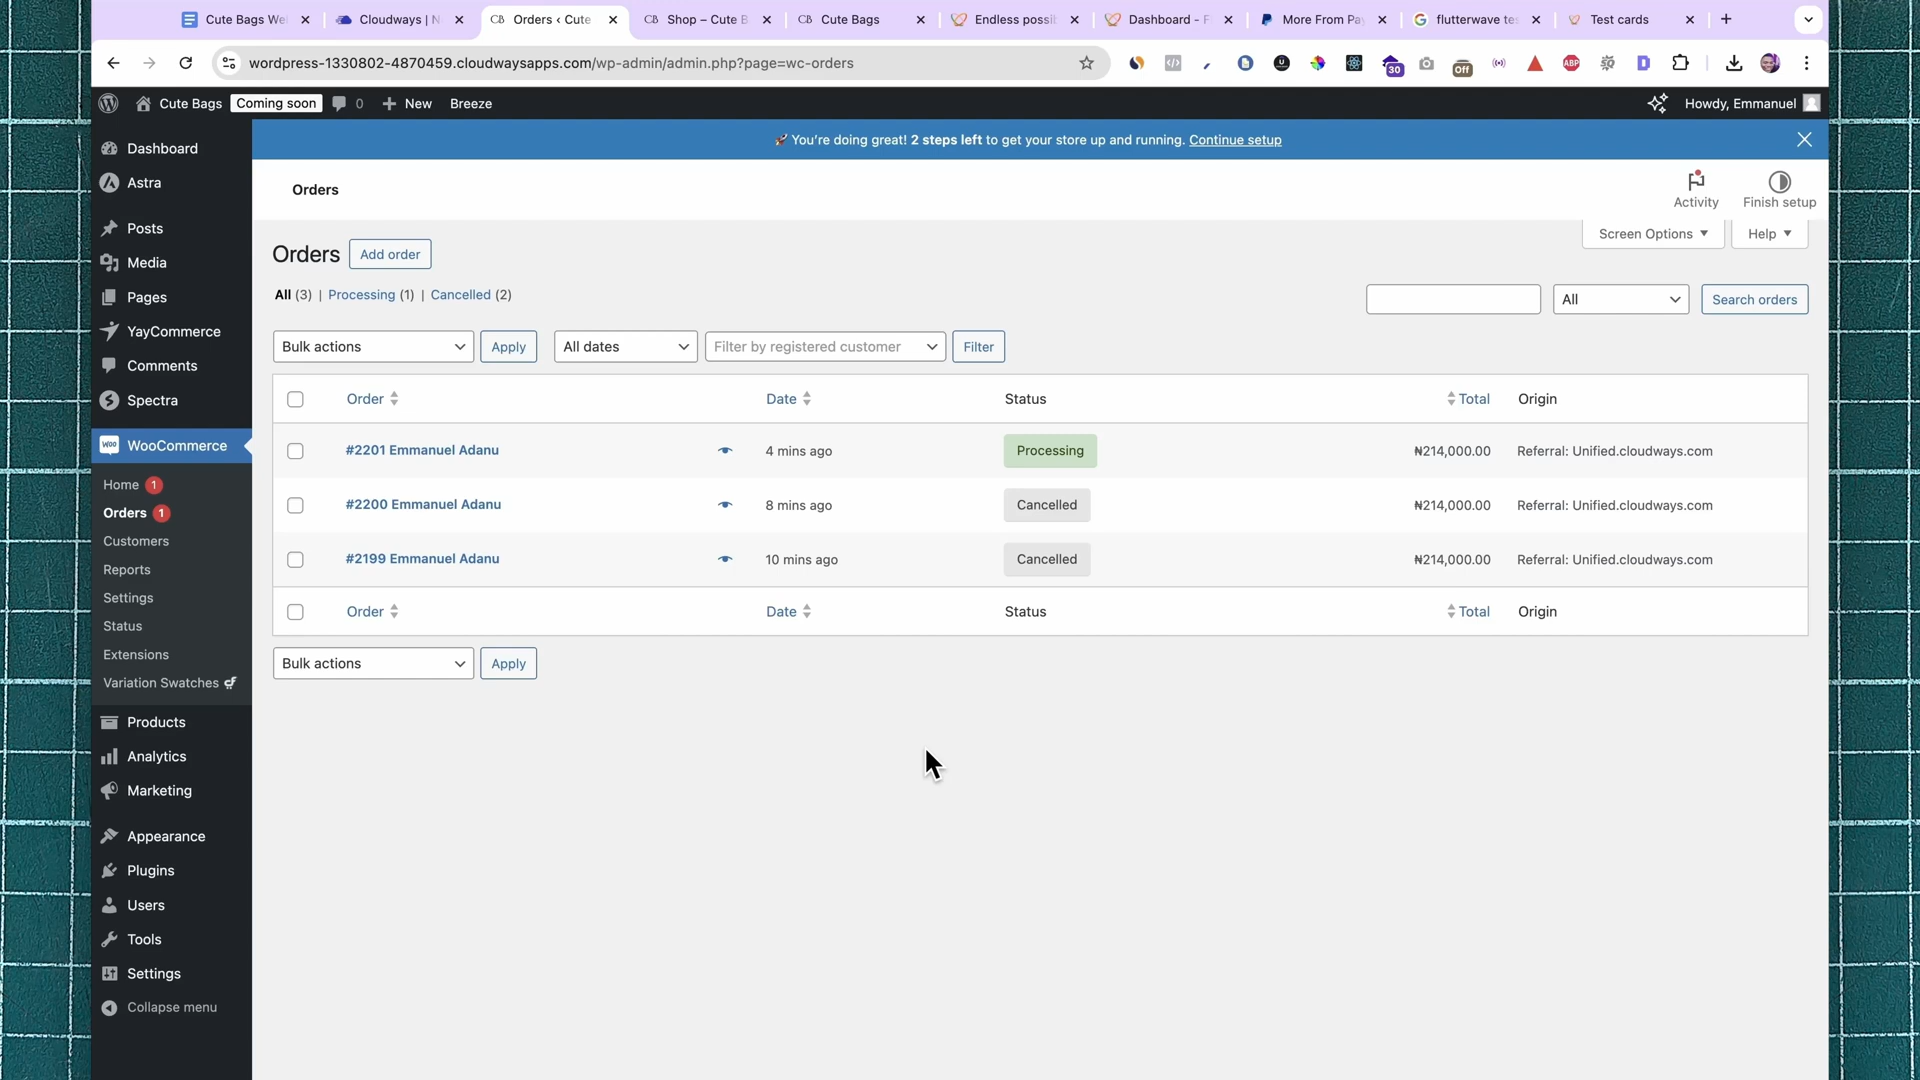 Cute Bags We
Cloudways | N
Orders ‹ Cute
Shop – Cute B
Cute Bags
Endless possib
Dashboard - F
More From Pay
flutterwave tes
Test cards
wordpress-1330802-4870459.cloudwaysapps.com/wp-admin/admin.php?page=wc-orders
30
Off
ABP
Cute Bags
Coming soon
0
New
Breeze
Howdy, Emmanuel
🚀 You're doing great! 2 steps left to get your store up and running. Continue setup
Dashboard
Astra
Posts
Media
Pages
YayCommerce
Comments
Spectra
WooCommerce
Home 1
Orders 1
Customers
Reports
Settings
Status
Extensions
Variation Swatches
Products
Analytics
Marketing
Appearance
Plugins
Users
Tools
Settings
Collapse menu
Orders
Activity
Finish setup
Screen Options
Help
Orders
Add order
All (3) | Processing (1) | Cancelled (2)
All
Search orders
Bulk actions
Apply
All dates
Filter by registered customer
Filter
Order Date Status Total Origin
#2201 Emmanuel Adanu 4 mins ago Processing ₦214,000.00 Referral: Unified.cloudways.com
#2200 Emmanuel Adanu 8 mins ago Cancelled ₦214,000.00 Referral: Unified.cloudways.com
#2199 Emmanuel Adanu 10 mins ago Cancelled ₦214,000.00 Referral: Unified.cloudways.com
Order Date Status Total Origin
Bulk actions
Apply